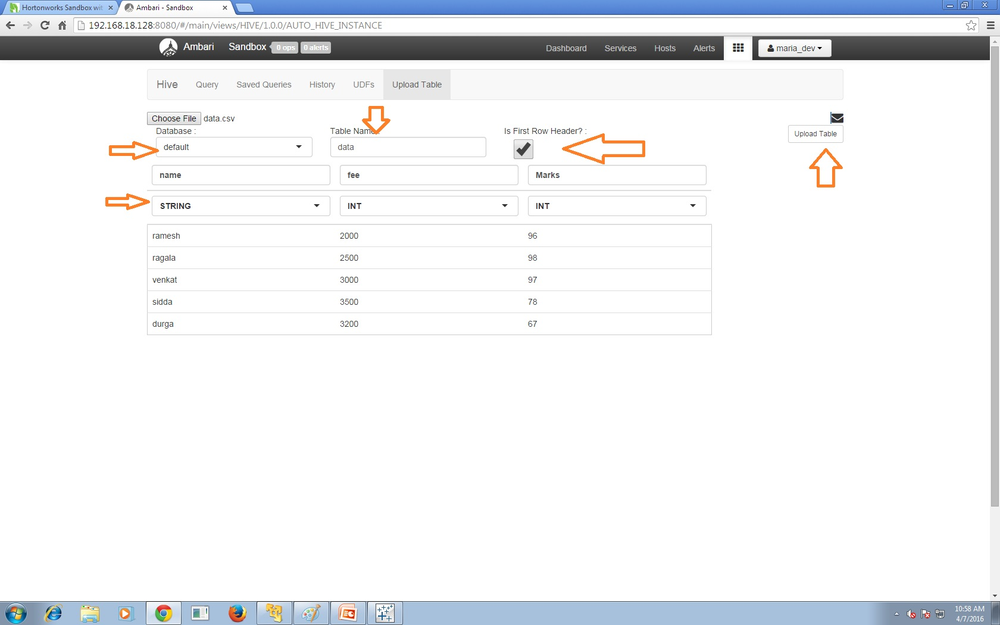 Hortonworks Sandbox wit
Ambari - Sandbox
192.168.18.128:8080/#/main/views/HIVE/1.0.0/AUTO_HIVE_INSTANCE
Ambari Sandbox 0 ops 0 alerts Dashboard Services Hosts Alerts maria_dev
Hive Query Saved Queries History UDFs Upload Table
Choose File data.csv
Database : Table Name : Is First Row Header? : Upload Table
default data
name fee Marks
STRING INT INT
ramesh 2000 96
ragala 2500 98
venkat 3000 97
sidda 3500 78
durga 3200 67
10:58 AM
4/7/2016